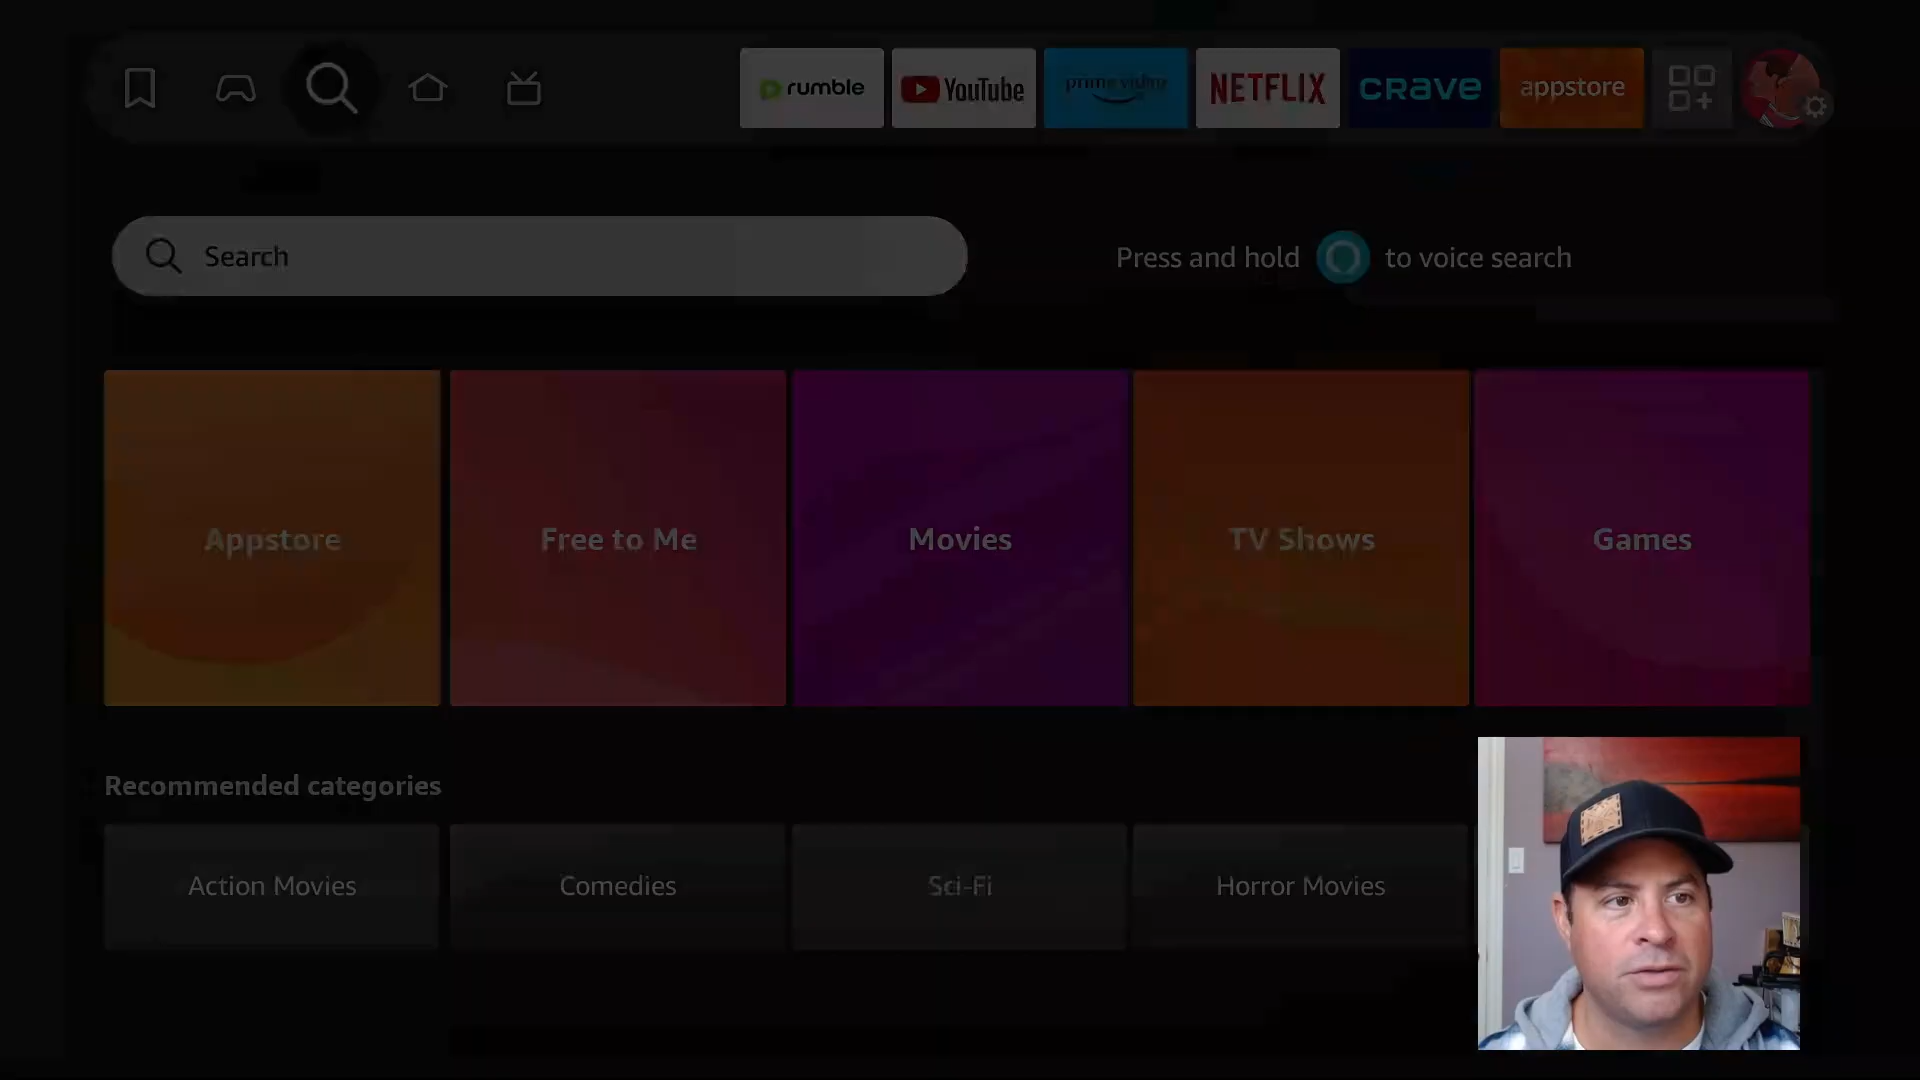 rumble
YouTube
prime video
NETFLIX
crave
appstore
Search
Press and hold to voice search
Appstore
Free to Me
Movies
TV Shows
Games
Recommended categories
Action Movies
Comedies
Sci-Fi
Horror Movies